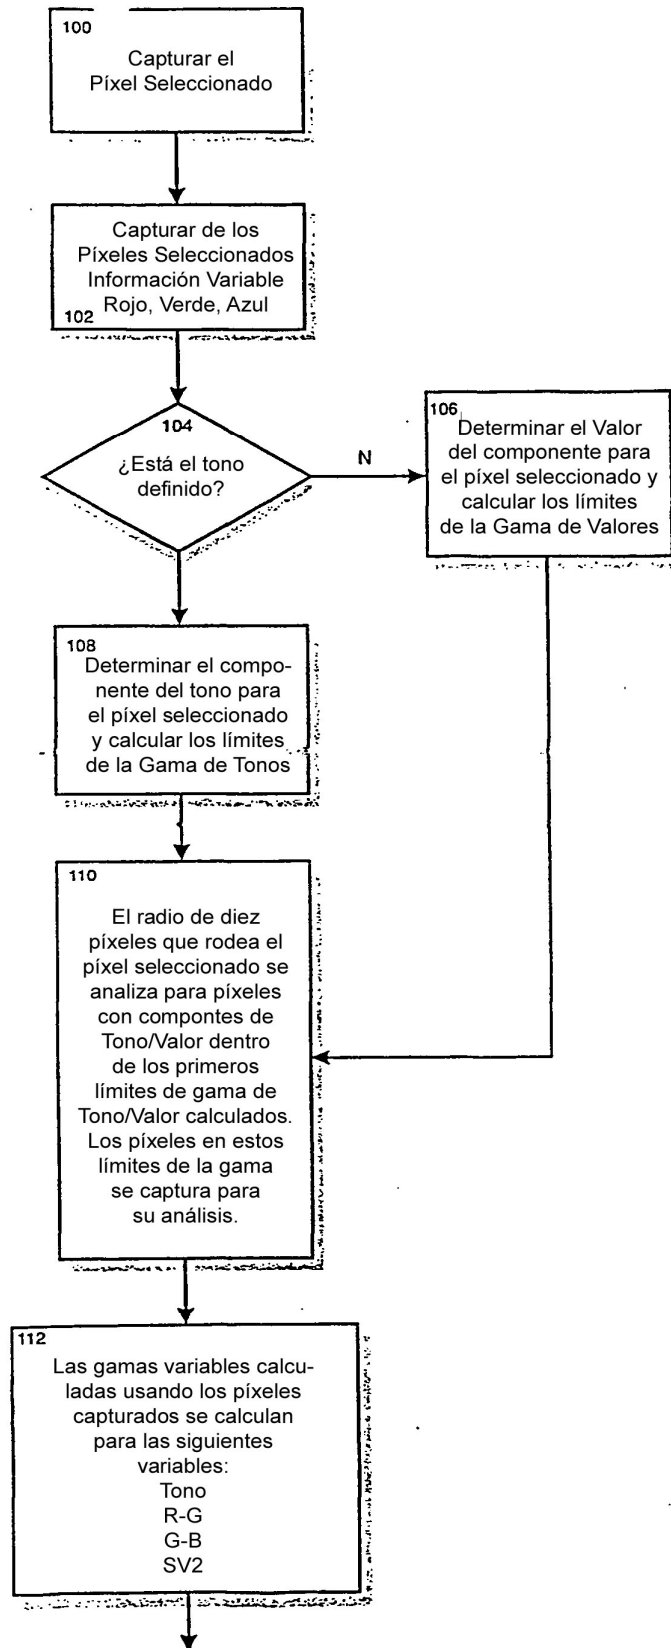 100
Capturar el
Píxel Seleccionado
Capturar de los
Píxeles Seleccionados
Información Variable
Rojo, Verde, Azul
102
104
¿Está el tono
definido?
N
106
Determinar el Valor
del componente para
el píxel seleccionado y
calcular los límites
de la Gama de Valores
108
Determinar el compo-
nente del tono para
el píxel seleccionado
y calcular los límites
de la Gama de Tonos
110
El radio de diez
píxeles que rodea el
píxel seleccionado se
analiza para píxeles
con compontes de
Tono/Valor dentro
de los primeros
límites de gama de
Tono/Valor calculados.
Los píxeles en estos
límites de la gama
se captura para
su análisis.
112
Las gamas variables calcu-
ladas usando los píxeles
capturados se calculan
para las siguientes
variables:
Tono
R-G
G-B
SV2